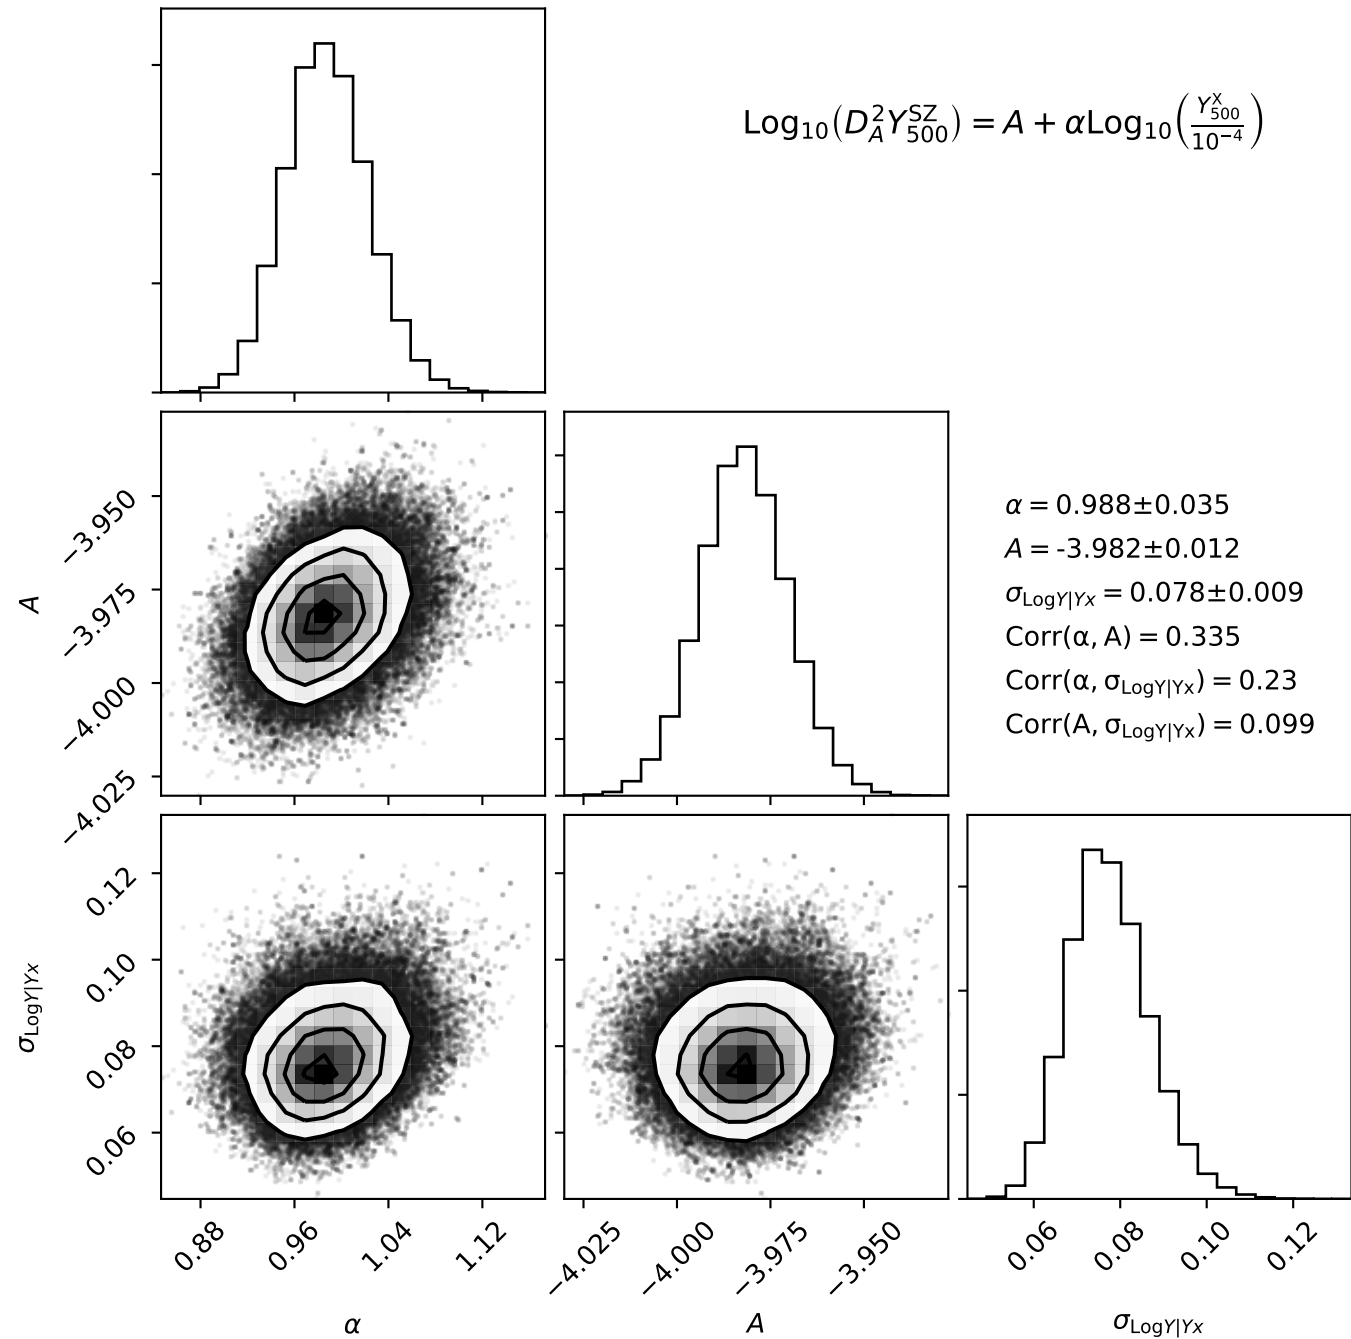 Log₁₀(D_A²Y₅₀₀^SZ) = A + αLog₁₀(Y₅₀₀^X/10⁻⁴)
A
−3.950
−3.975
−4.000
−4.025
α = 0.988±0.035
A = -3.982±0.012
σ_LogY|Yx = 0.078±0.009
Corr(α, A) = 0.335
Corr(α, σ_LogY|Yx) = 0.23
Corr(A, σ_LogY|Yx) = 0.099
σ_LogY|Yx
0.12
0.10
0.08
0.06
0.88 0.96 1.04 1.12
−4.025 −4.000 −3.975 −3.950
0.06 0.08 0.10 0.12
α
A
σ_LogY|Yx